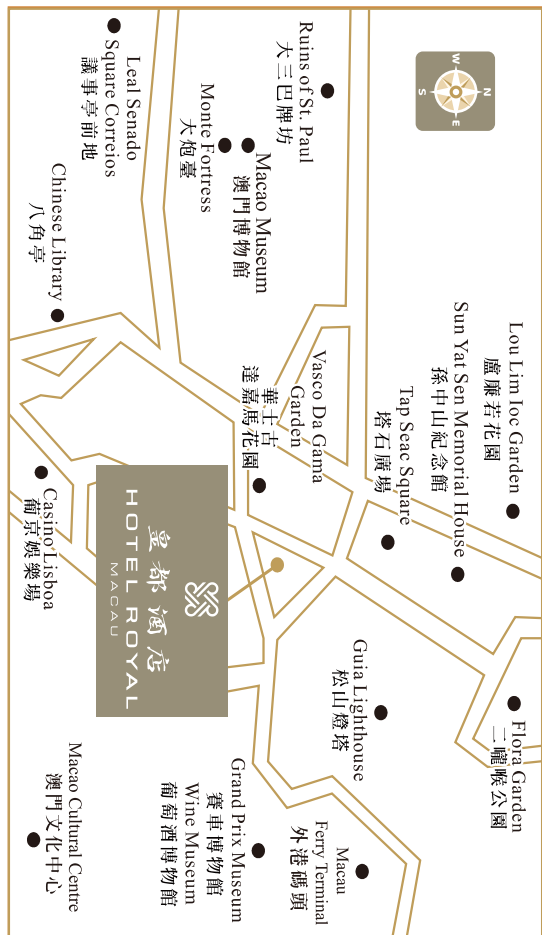 N
W
E
S
Lou Lim Ioc Garden
盧廉若花園
Flora Garden
二嚨喉公園
Sun Yat Sen Memorial House
孫中山紀念館
Tap Seac Square
塔石廣場
Guia Lighthouse
松山燈塔
Macau
Ferry Terminal
外港碼頭
Ruins of St. Paul
大三巴牌坊
Vasco Da Gama
Garden
華士古
達嘉馬花園
Macao Museum
澳門博物館
Monte Fortress
大炮臺
Grand Prix Museum
賽車博物館
Wine Museum
葡萄酒博物館
Leal Senado
Square Correios
議事亭前地
皇都酒店
HOTEL ROYAL
MACAU
Chinese Library
八角亭
Casino Lisboa
葡京娛樂場
Macao Cultural Centre
澳門文化中心